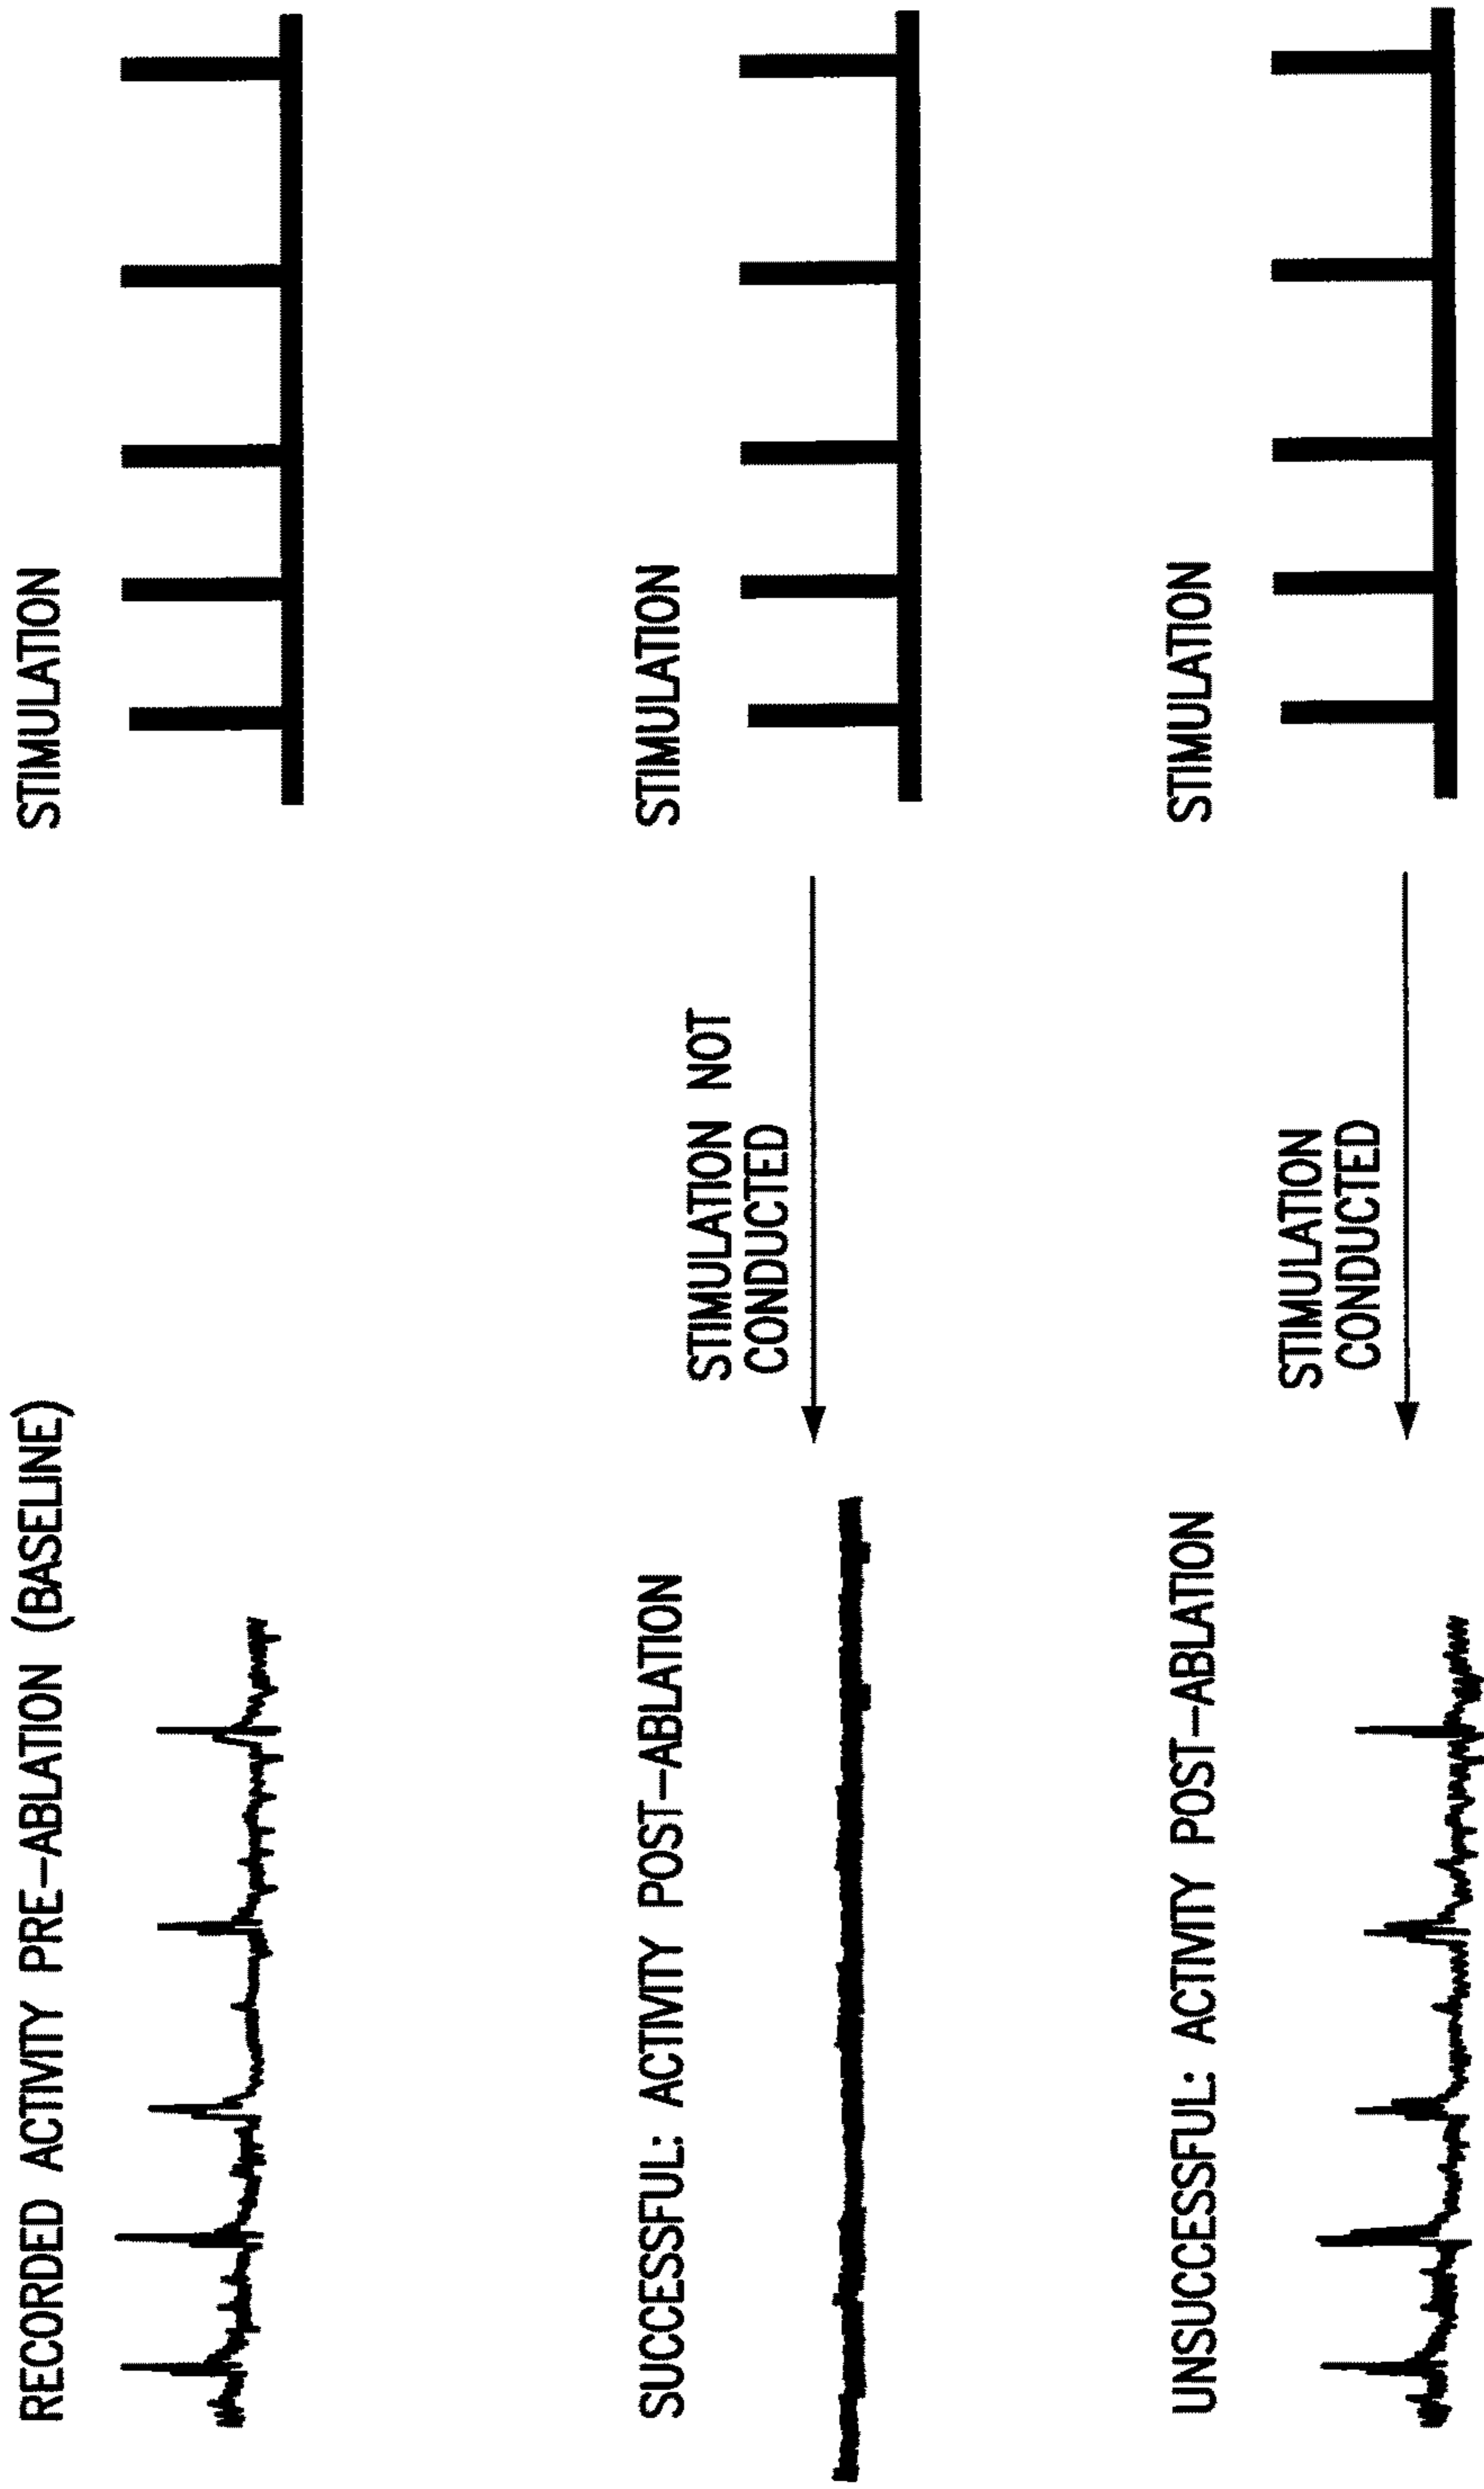 RECORDED ACTIVITY PRE-ABLATION (BASELINE)
STIMULATION
SUCCESSFUL: ACTIVITY POST-ABLATION
STIMULATION NOT
CONDUCTED
STIMULATION
UNSUCCESSFUL: ACTIVITY POST-ABLATION
STIMULATION
CONDUCTED
STIMULATION